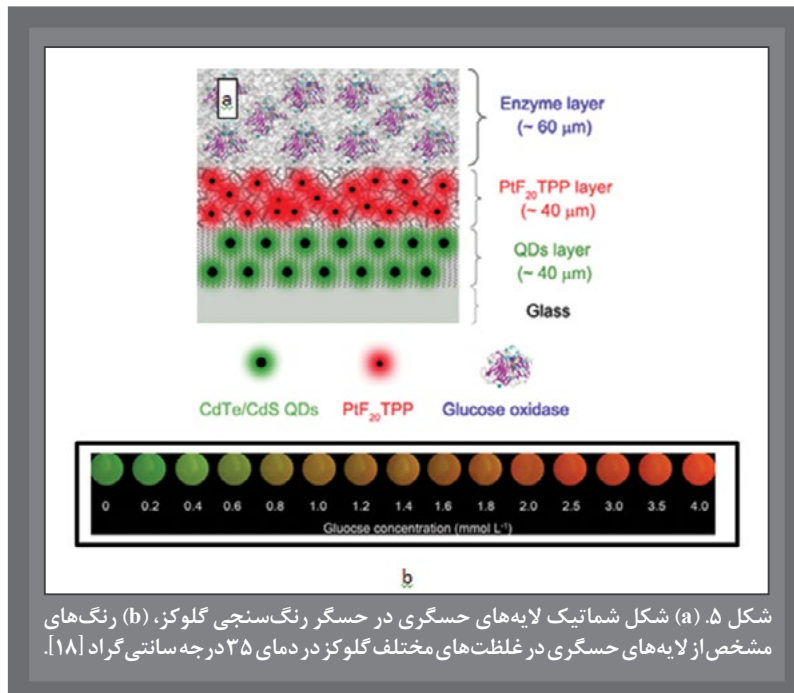 a
Enzyme layer
(~ 60 µm)
PtF₂₀TPP layer
(~ 40 µm)
QDs layer
(~ 40 µm)
Glass
CdTe/CdS QDs PtF₂₀TPP Glucose oxidase
0 0.2 0.4 0.6 0.8 1.0 1.2 1.4 1.6 1.8 2.0 2.5 3.0 3.5 4.0
Glucose concentration (mmol L⁻¹)
b
شکل ۵. (a) شکل شماتیک لایه‌های حسگری در حسگر رنگ‌سنجی گلوکز، (b) رنگ‌های
مشخص از لایه‌های حسگری در غلظت‌های مختلف گلوکز در دمای ۳۵ درجه سانتی‌گراد [۱۸].